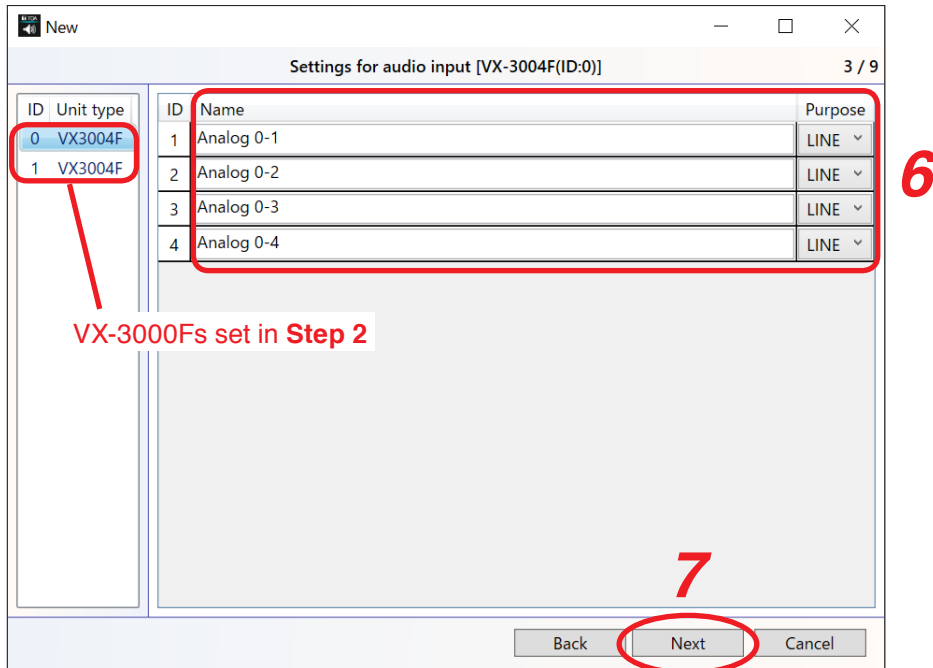 TOA
New
Settings for audio input [VX-3004F(ID:0)] 3 / 9
ID Unit type
0 VX3004F
1 VX3004F
ID Name Purpose
1 Analog 0-1 LINE
2 Analog 0-2 LINE
3 Analog 0-3 LINE
4 Analog 0-4 LINE
6
VX-3000Fs set in Step 2
7
Back Next Cancel